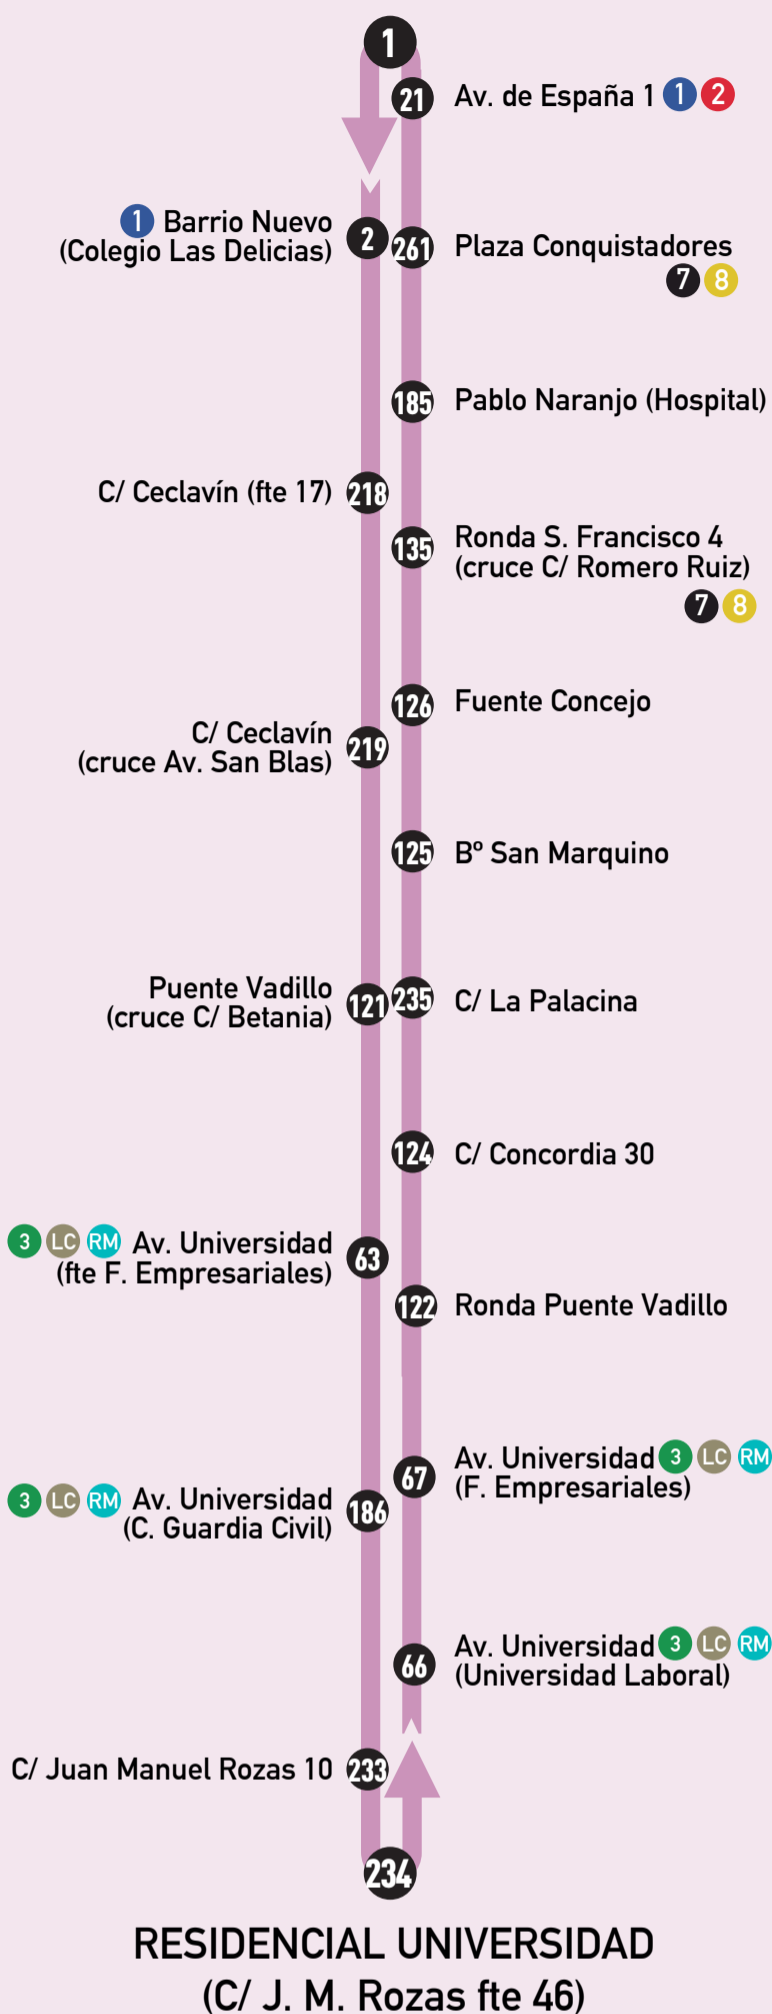 1
21 Av. de España 1 1 2
1 Barrio Nuevo
(Colegio Las Delicias) 2
261 Plaza Conquistadores
7 8
185 Pablo Naranjo (Hospital)
C/ Ceclavín (fte 17) 218
135 Ronda S. Francisco 4
(cruce C/ Romero Ruiz)
7 8
126 Fuente Concejo
C/ Ceclavín
(cruce Av. San Blas) 219
125 Bº San Marquino
Puente Vadillo
(cruce C/ Betania) 121
235 C/ La Palacina
124 C/ Concordia 30
3 LC RM Av. Universidad
(fte F. Empresariales) 63
122 Ronda Puente Vadillo
67 Av. Universidad 3 LC RM
(F. Empresariales)
3 LC RM Av. Universidad
(C. Guardia Civil) 186
66 Av. Universidad 3 LC RM
(Universidad Laboral)
C/ Juan Manuel Rozas 10 233
234
RESIDENCIAL UNIVERSIDAD
(C/ J. M. Rozas fte 46)